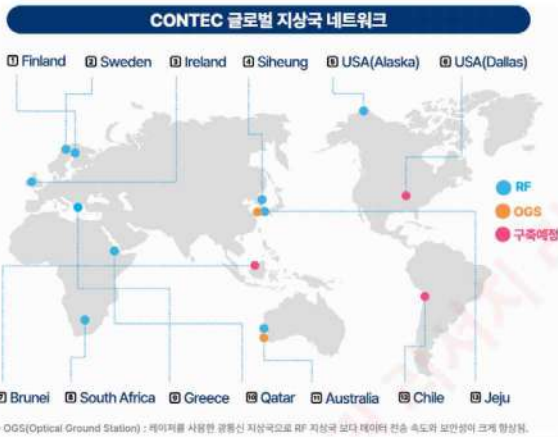 CONTEC 글로벌 지상국 네트워크
1 Finland 2 Sweden 3 Ireland 4 Siheung 5 USA(Alaska) 6 USA(Dallas)
RF
OGS
구축예정
7 Brunei 8 South Africa 9 Greece 10 Qatar 11 Australia 12 Chile 13 Jeju
OGS(Optical Ground Station) : 레이저를 사용한 광통신 지상국으로 RF 지상국 보다 데이터 전송 속도와 보안성이 크게 향상됨.